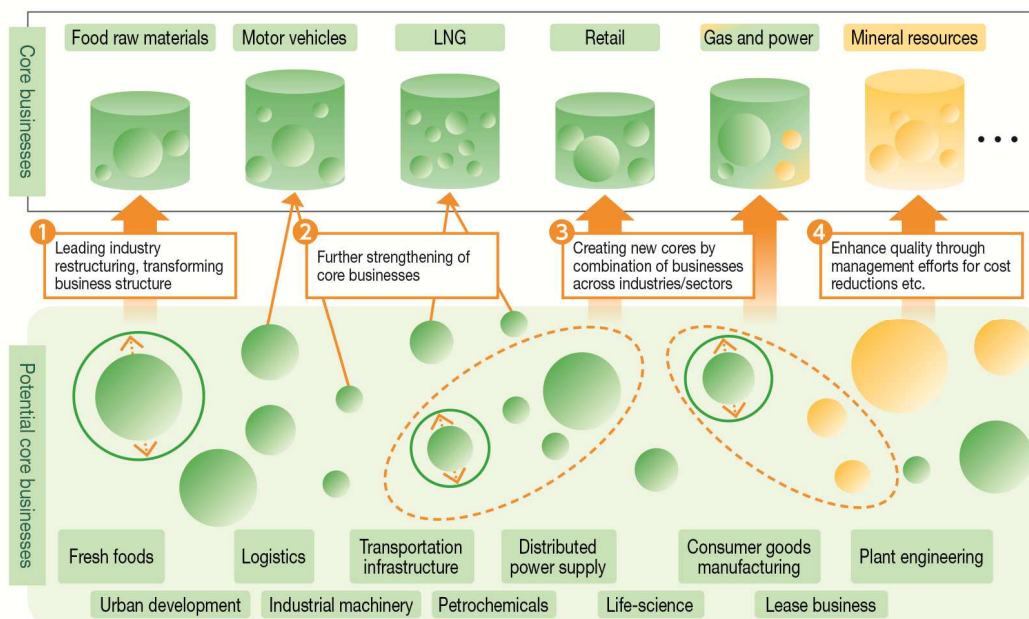 Core businesses
Food raw materials
Motor vehicles
LNG
Retail
Gas and power
Mineral resources
• • •
1
Leading industry
restructuring, transforming
business structure
2
Further strengthening of
core businesses
3
Creating new cores by
combination of businesses
across industries/sectors
4
Enhance quality through
management efforts for cost
reductions etc.
Potential core businesses
Fresh foods
Logistics
Transportation
infrastructure
Distributed
power supply
Consumer goods
manufacturing
Plant engineering
Urban development
Industrial machinery
Petrochemicals
Life-science
Lease business